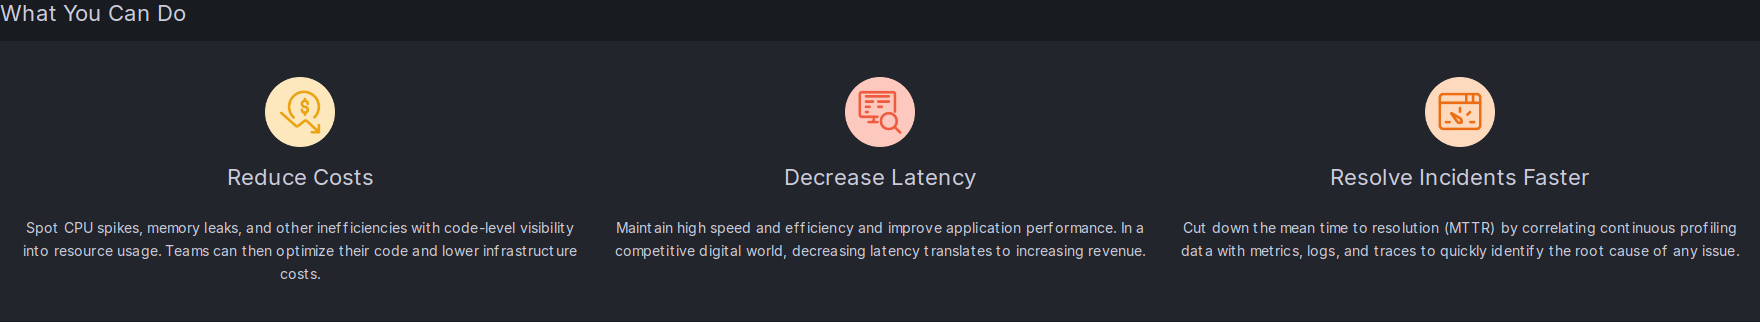 What You Can Do
Reduce Costs
Spot CPU spikes, memory leaks, and other inefficiencies with code-level visibility
into resource usage. Teams can then optimize their code and lower infrastructure
costs.
Decrease Latency
Maintain high speed and efficiency and improve application performance. In a
competitive digital world, decreasing latency translates to increasing revenue.
Resolve Incidents Faster
Cut down the mean time to resolution (MTTR) by correlating continuous profiling
data with metrics, logs, and traces to quickly identify the root cause of any issue.